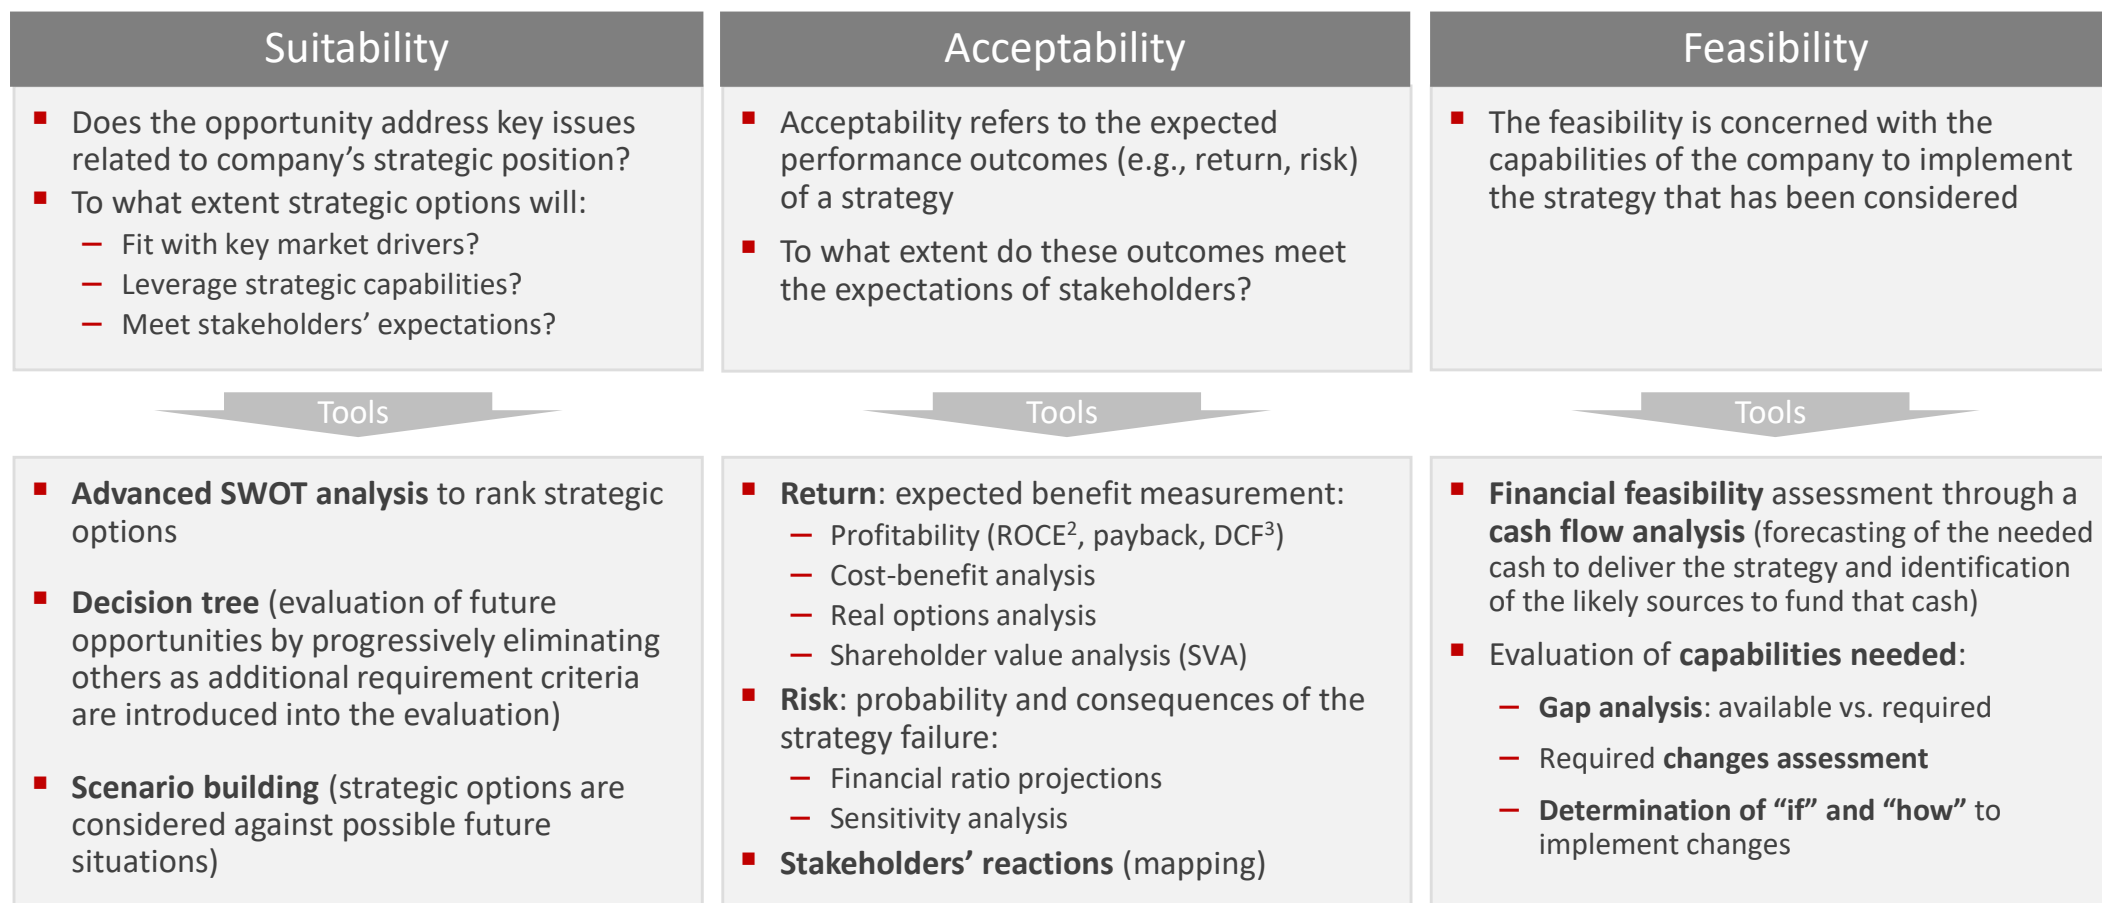 Suitability
■ Does the opportunity address key issues
related to company’s strategic position?
■ To what extent strategic options will:
– Fit with key market drivers?
– Leverage strategic capabilities?
– Meet stakeholders’ expectations?
Tools
■ Advanced SWOT analysis to rank strategic
options
■ Decision tree (evaluation of future
opportunities by progressively eliminating
others as additional requirement criteria
are introduced into the evaluation)
■ Scenario building (strategic options are
considered against possible future
situations)
Acceptability
■ Acceptability refers to the expected
performance outcomes (e.g., return, risk)
of a strategy
■ To what extent do these outcomes meet
the expectations of stakeholders?
Tools
■ Return: expected benefit measurement:
– Profitability (ROCE², payback, DCF³)
– Cost-benefit analysis
– Real options analysis
– Shareholder value analysis (SVA)
■ Risk: probability and consequences of the
strategy failure:
– Financial ratio projections
– Sensitivity analysis
■ Stakeholders’ reactions (mapping)
Feasibility
■ The feasibility is concerned with the
capabilities of the company to implement
the strategy that has been considered
Tools
■ Financial feasibility assessment through a
cash flow analysis (forecasting of the needed
cash to deliver the strategy and identification
of the likely sources to fund that cash)
■ Evaluation of capabilities needed:
– Gap analysis: available vs. required
– Required changes assessment
– Determination of “if” and “how” to
implement changes